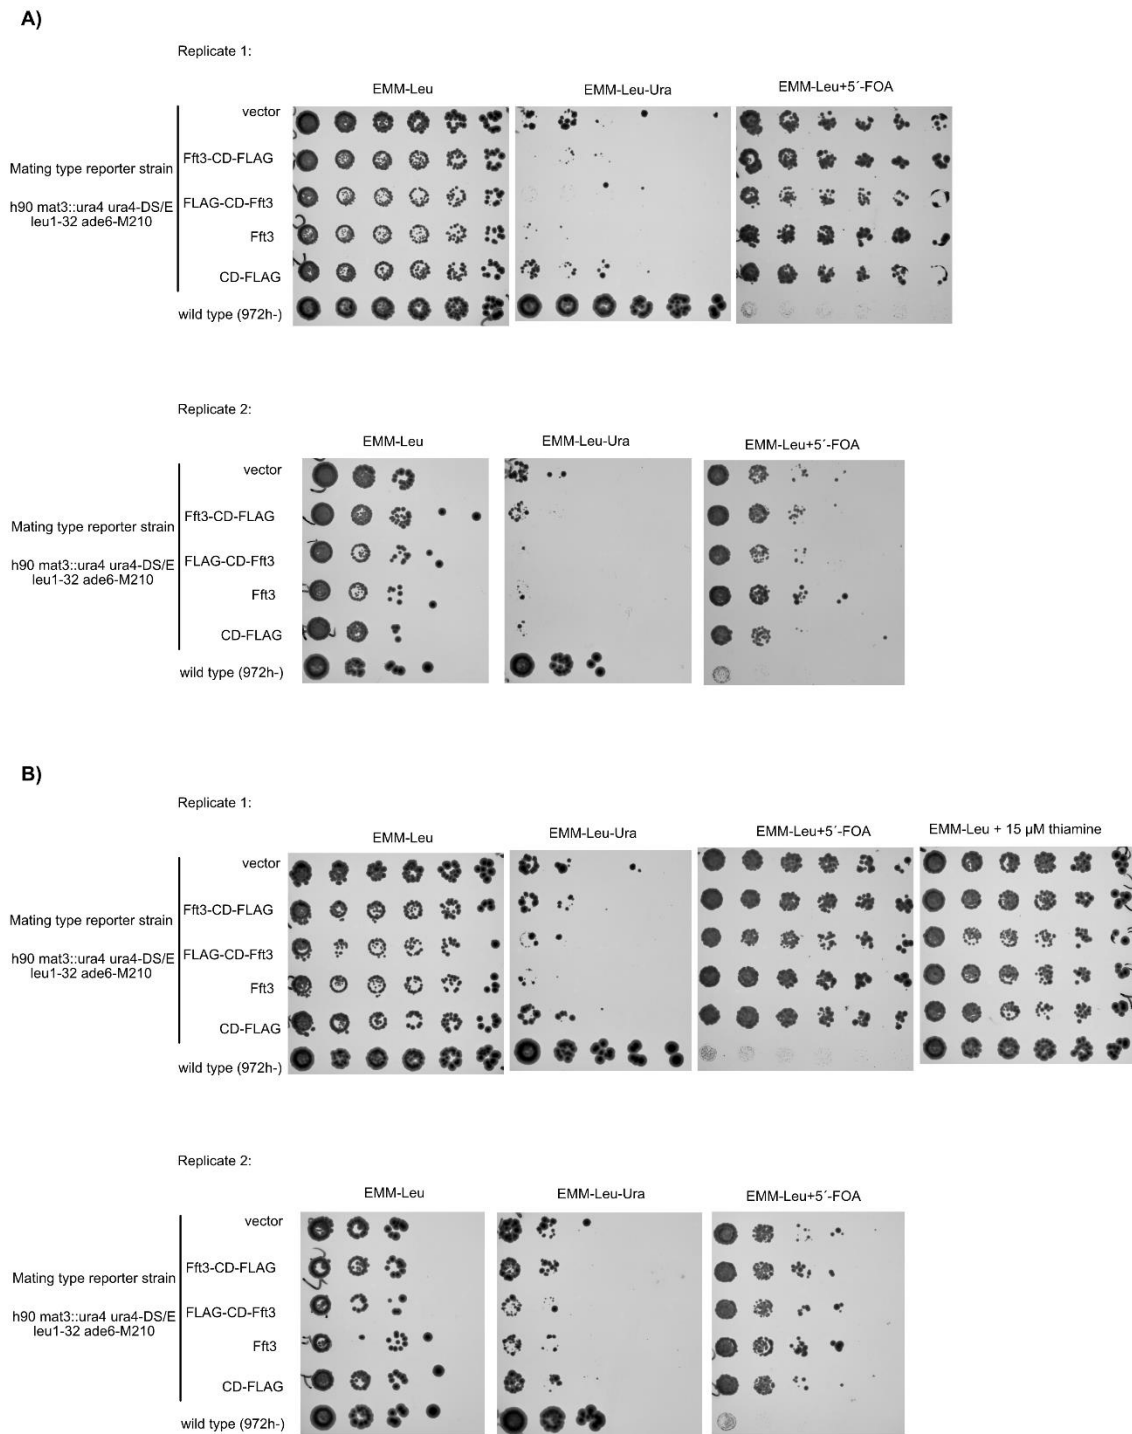 A)
Replicate 1:
EMM-Leu
EMM-Leu-Ura
EMM-Leu+5´-FOA
vector
Fft3-CD-FLAG
Mating type reporter strain
FLAG-CD-Fft3
h90 mat3::ura4 ura4-DS/E
leu1-32 ade6-M210
Fft3
CD-FLAG
wild type (972h-)
Replicate 2:
EMM-Leu
EMM-Leu-Ura
EMM-Leu+5´-FOA
vector
Fft3-CD-FLAG
Mating type reporter strain
FLAG-CD-Fft3
h90 mat3::ura4 ura4-DS/E
leu1-32 ade6-M210
Fft3
CD-FLAG
wild type (972h-)
B)
Replicate 1:
EMM-Leu
EMM-Leu-Ura
EMM-Leu+5´-FOA
EMM-Leu + 15 µM thiamine
vector
Fft3-CD-FLAG
Mating type reporter strain
FLAG-CD-Fft3
h90 mat3::ura4 ura4-DS/E
leu1-32 ade6-M210
Fft3
CD-FLAG
wild type (972h-)
Replicate 2:
EMM-Leu
EMM-Leu-Ura
EMM-Leu+5´-FOA
vector
Fft3-CD-FLAG
Mating type reporter strain
FLAG-CD-Fft3
h90 mat3::ura4 ura4-DS/E
leu1-32 ade6-M210
Fft3
CD-FLAG
wild type (972h-)